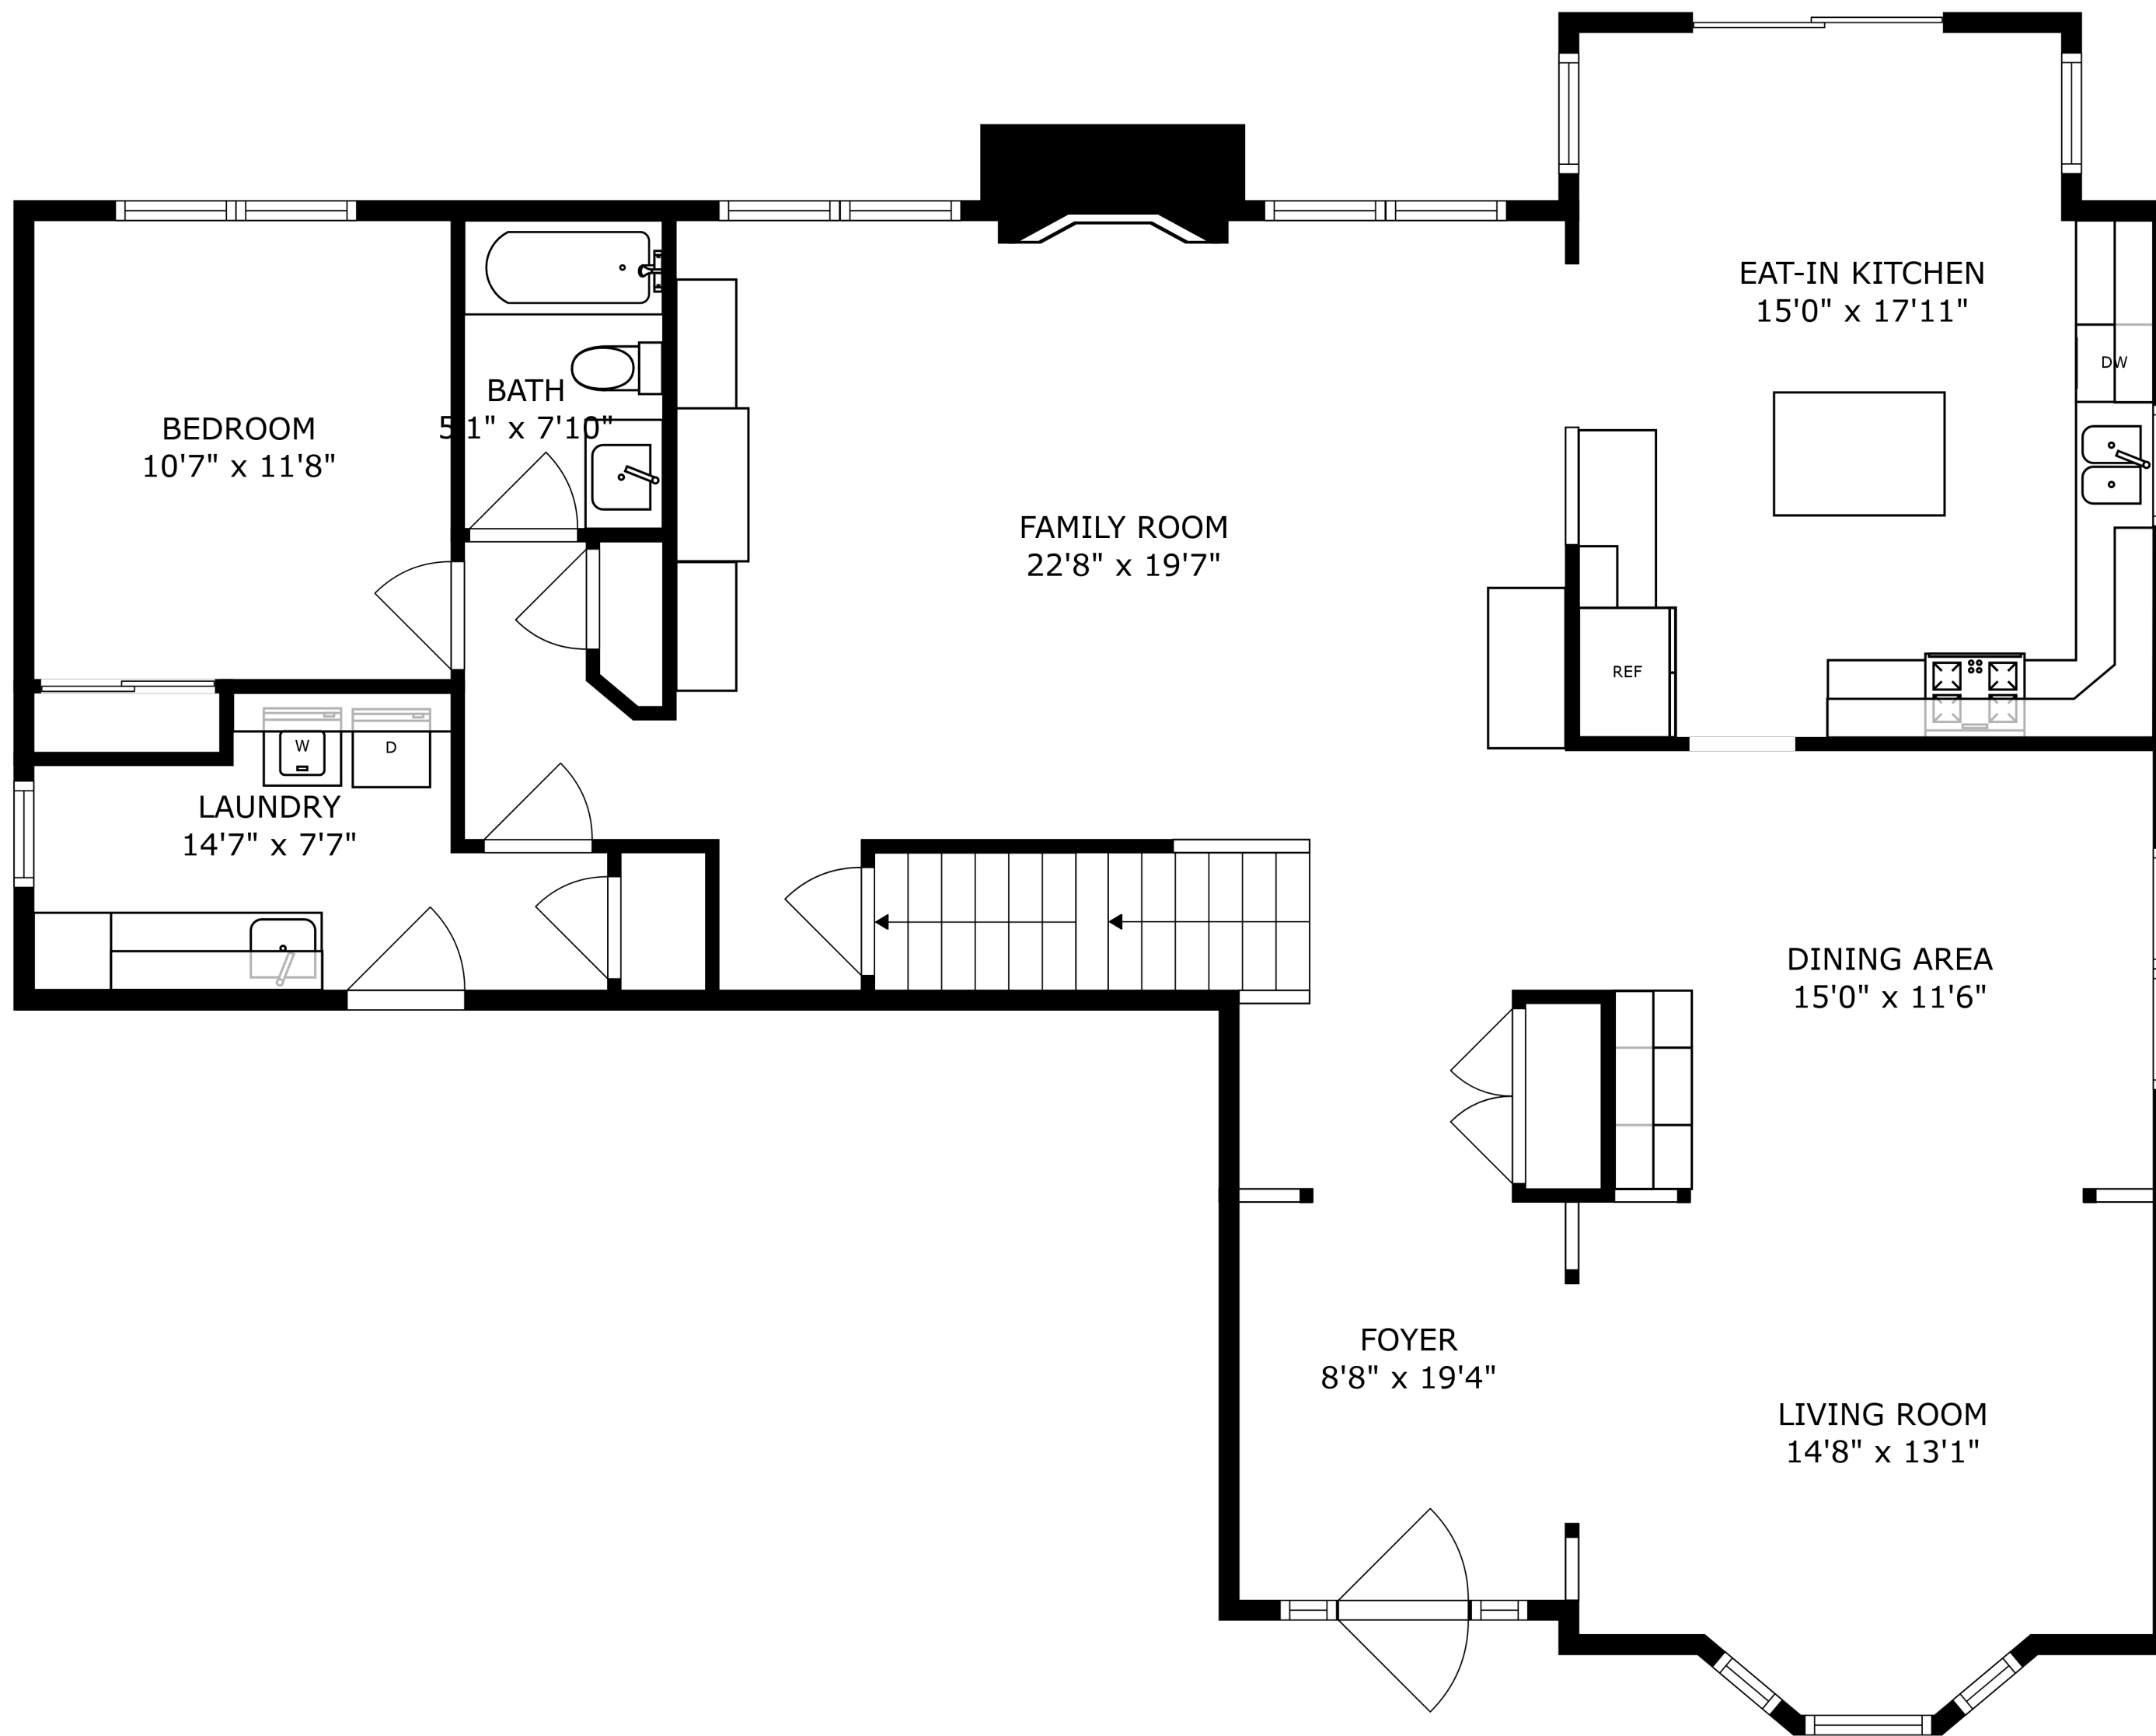 EAT-IN KITCHEN
15'0" x 17'11"
DW
BATH
5'1" x 7'10"
BEDROOM
10'7" x 11'8"
FAMILY ROOM
22'8" x 19'7"
REF
W
D
LAUNDRY
14'7" x 7'7"
DINING AREA
15'0" x 11'6"
FOYER
8'8" x 19'4"
LIVING ROOM
14'8" x 13'1"